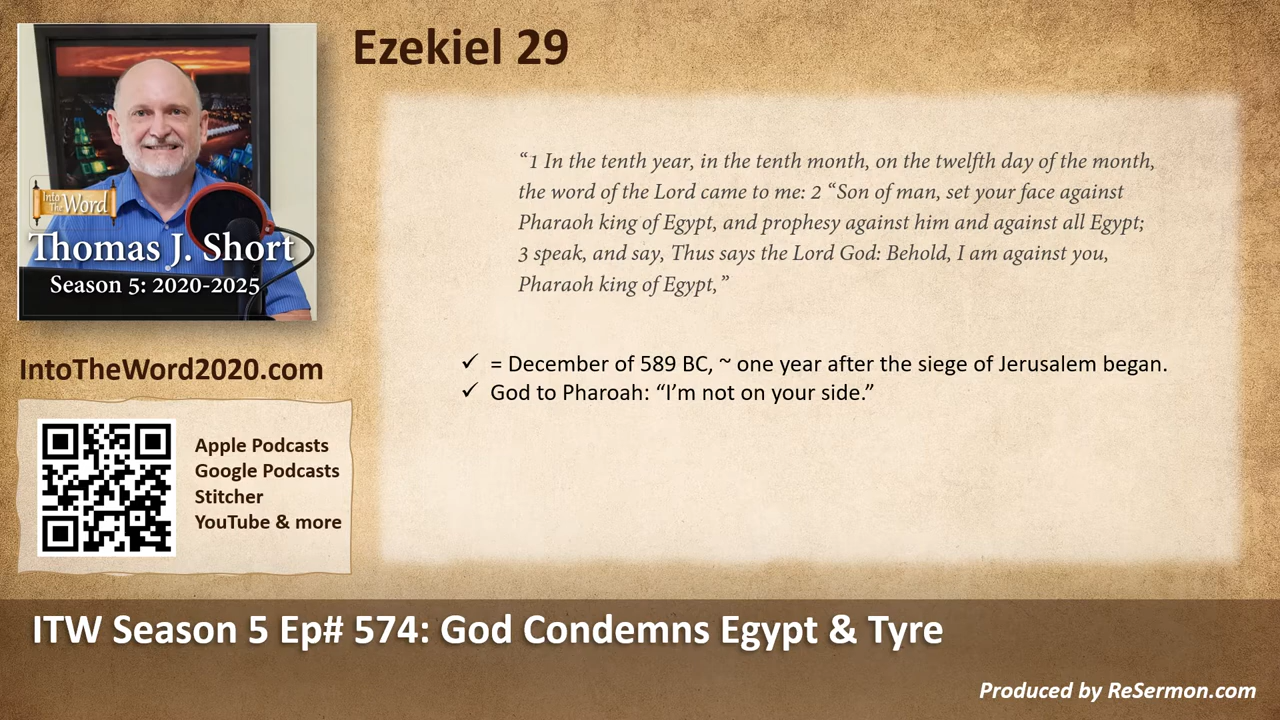 Ezekiel 29
Into
The Word
Thomas J. Short
Season 5: 2020-2025
“1 In the tenth year, in the tenth month, on the twelfth day of the month,
the word of the Lord came to me: 2 “Son of man, set your face against
Pharaoh king of Egypt, and prophesy against him and against all Egypt;
3 speak, and say, Thus says the Lord God: Behold, I am against you,
Pharaoh king of Egypt,”
✓ = December of 589 BC, ~ one year after the siege of Jerusalem began.
✓ God to Pharoah: “I’m not on your side.”
IntoTheWord2020.com
Apple Podcasts
Google Podcasts
Stitcher
YouTube & more
ITW Season 5 Ep# 574: God Condemns Egypt & Tyre
Produced by ReSermon.com